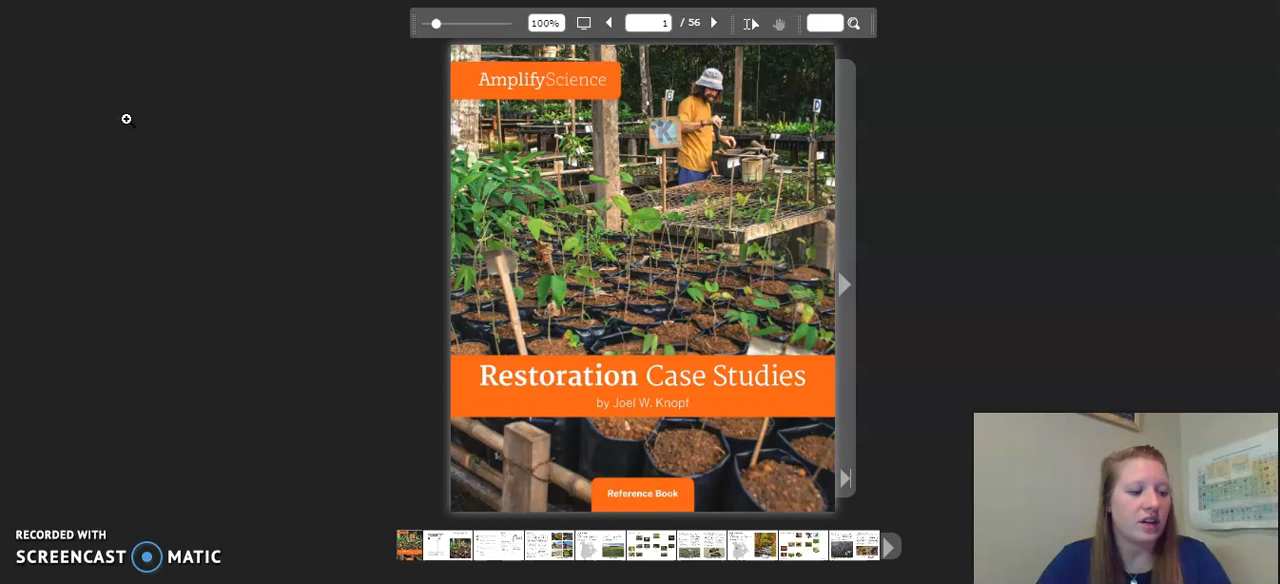 100%
1 / 56
AmplifyScience
K
D
Restoration Case Studies
by Joel W. Knopf
Reference Book
RECORDED WITH
SCREENCAST MATIC